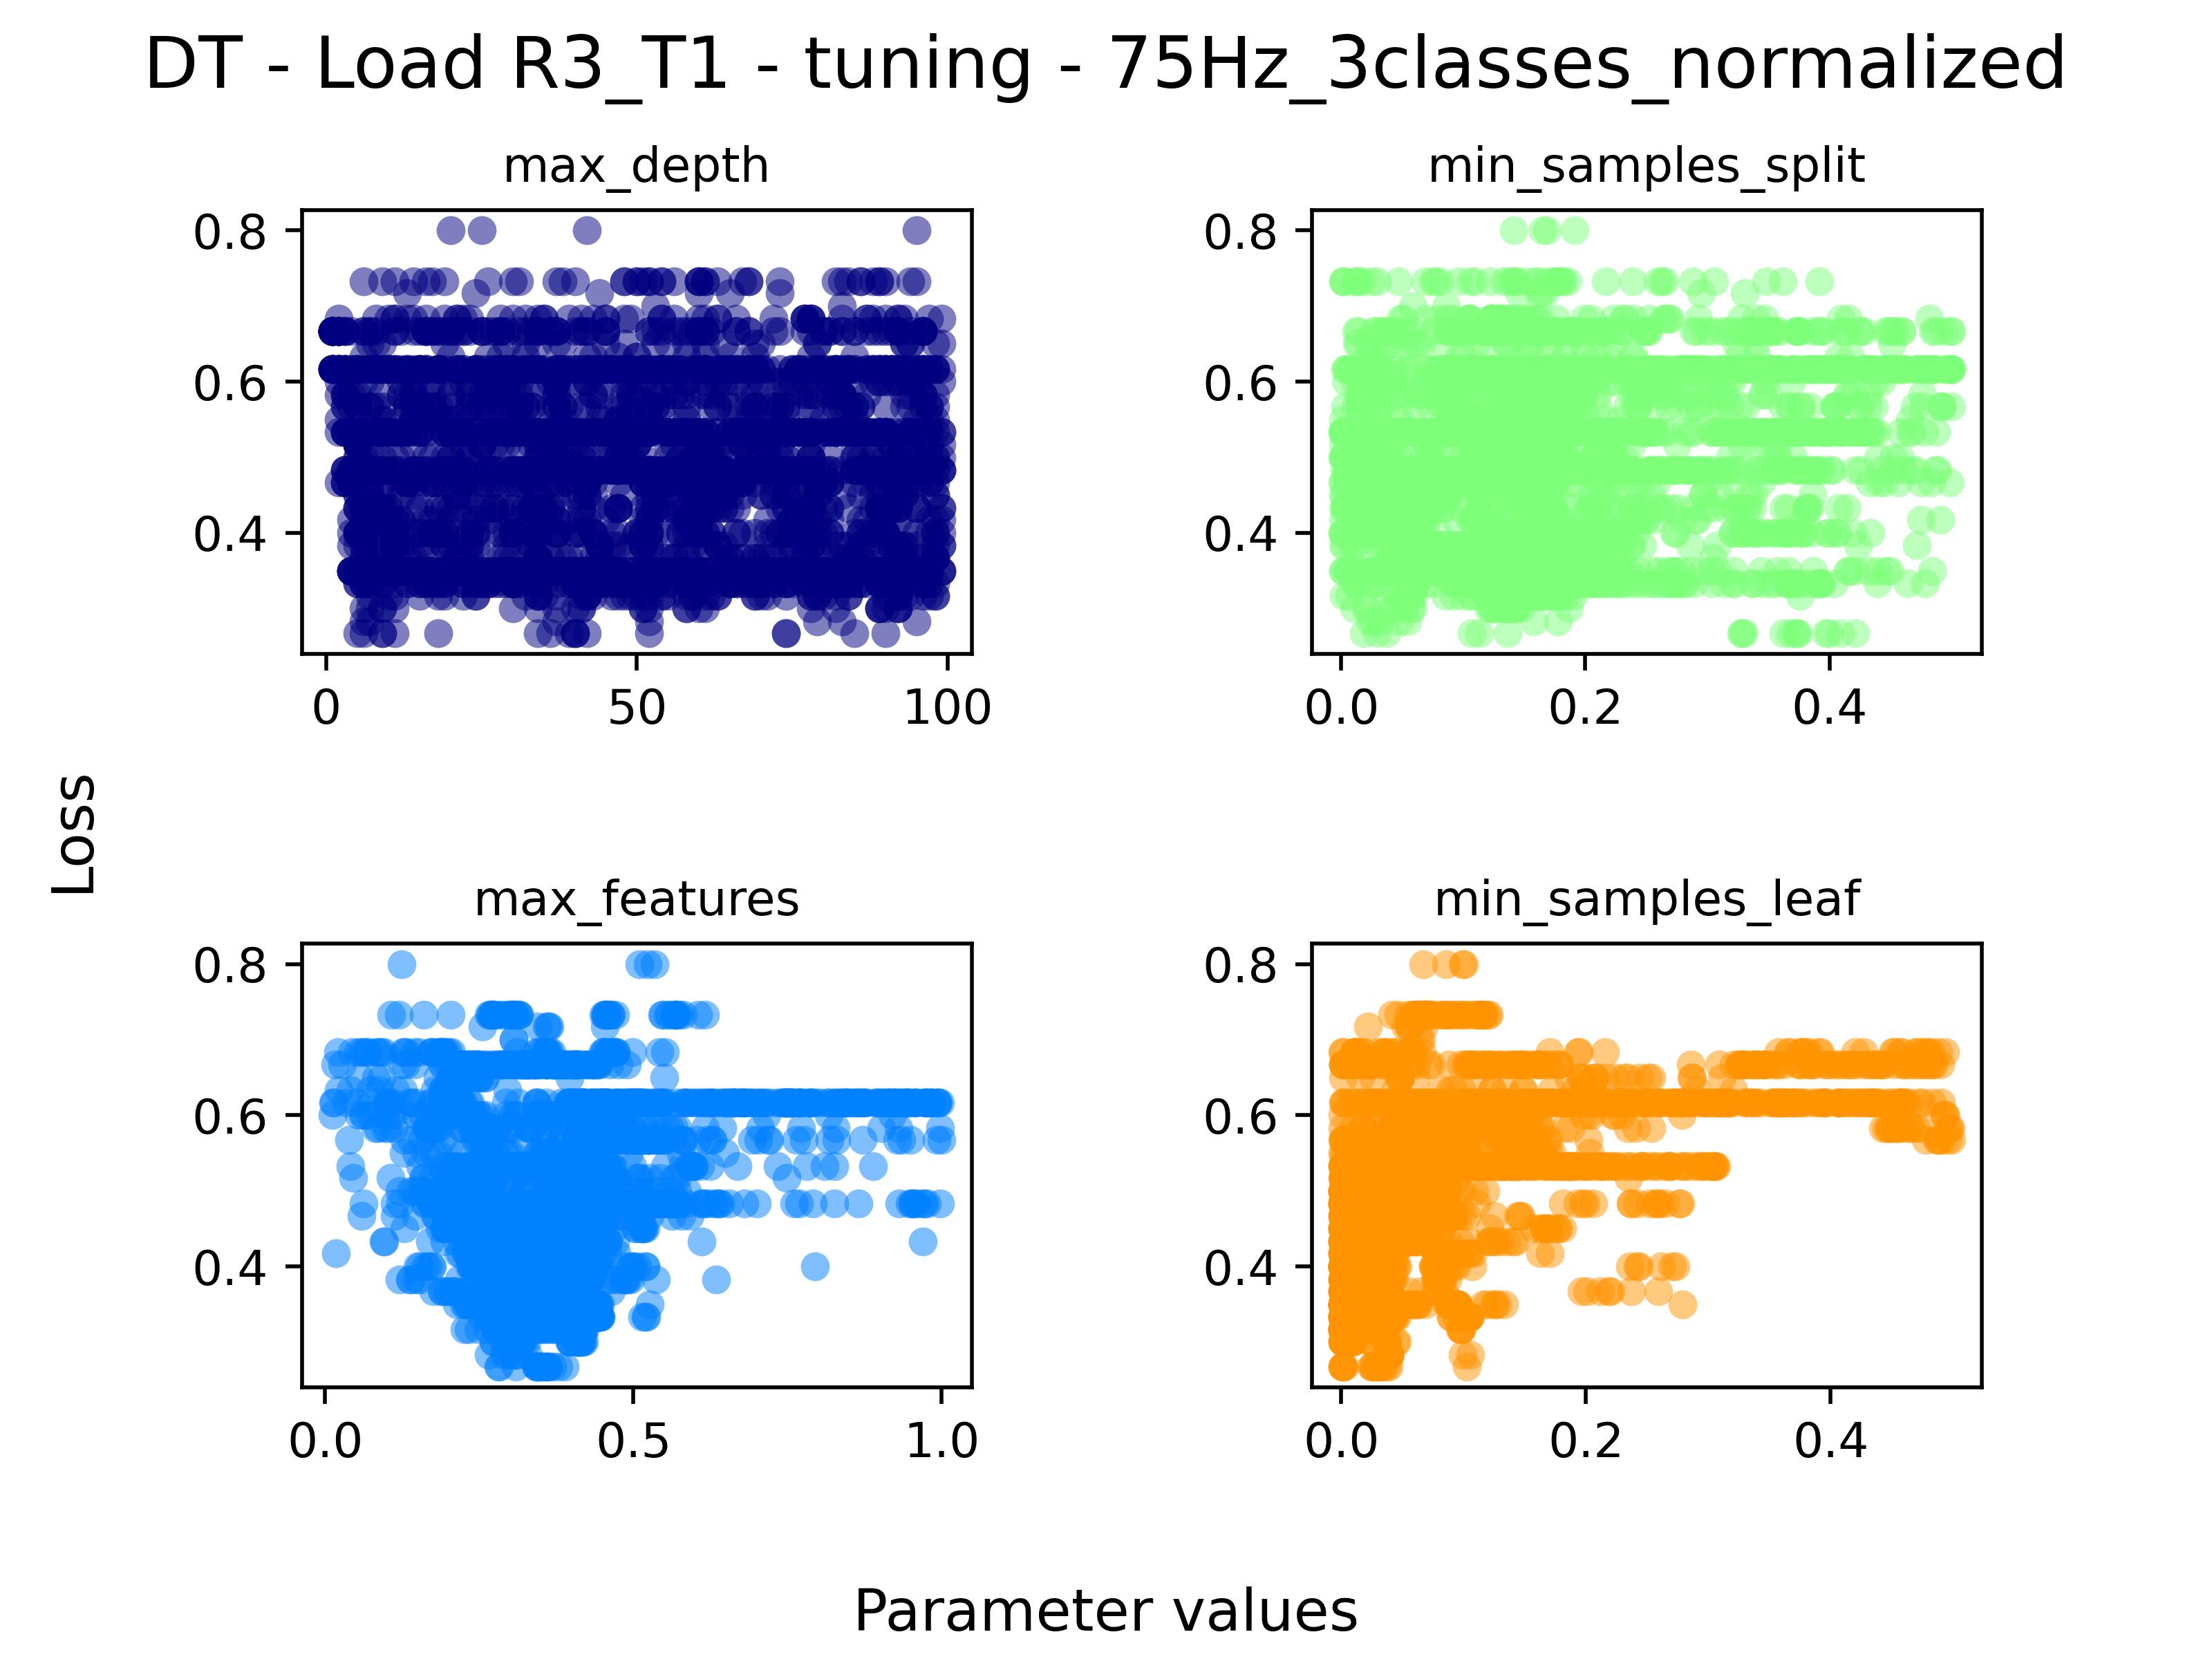 DT - Load R3_T1 - tuning - 75Hz_3classes_normalized
max_depth
0.8
0.6
0.4
0 50 100
min_samples_split
0.8
0.6
0.4
0.0 0.2 0.4
Loss
max_features
0.8
0.6
0.4
0.0 0.5 1.0
min_samples_leaf
0.8
0.6
0.4
0.0 0.2 0.4
Parameter values